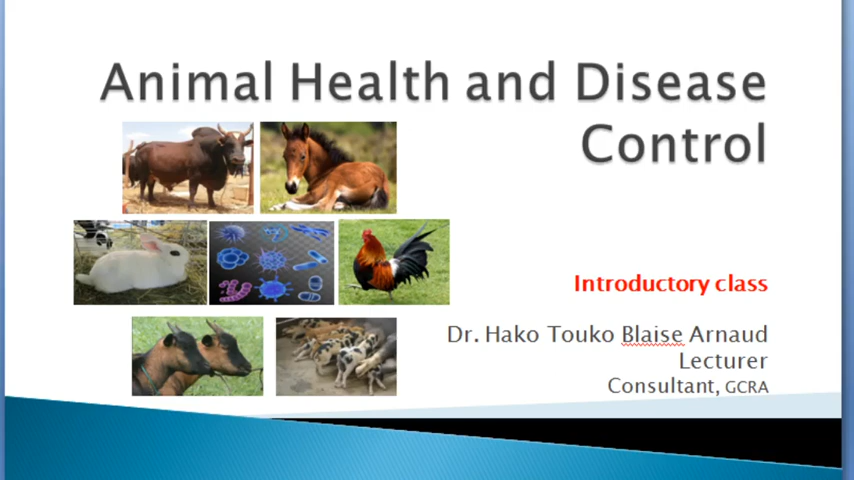 Animal Health and Disease
Control
Introductory class
Dr. Hako Touko Blaise Arnaud
Lecturer
Consultant, GCRA